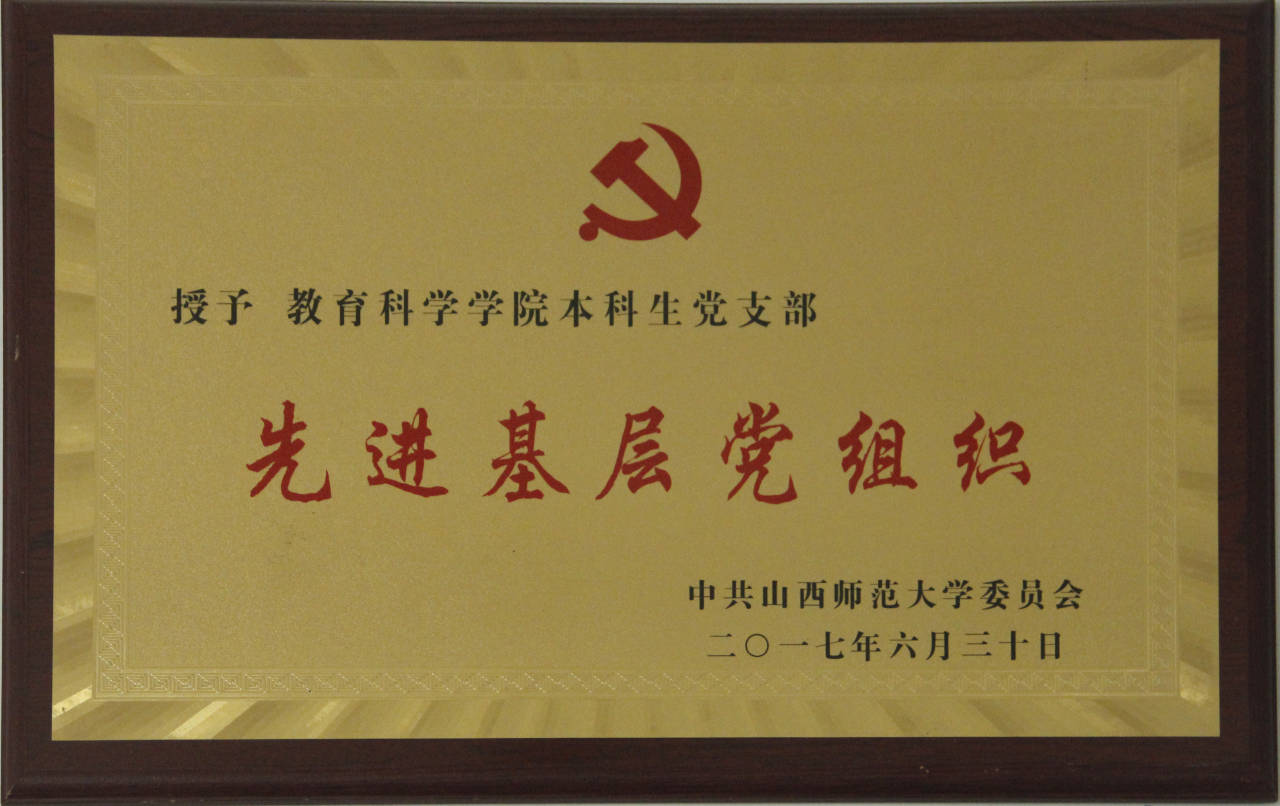 授予 教育科学学院本科生党支部
先进基层党组织
中共山西师范大学委员会
二〇一七年六月三十日